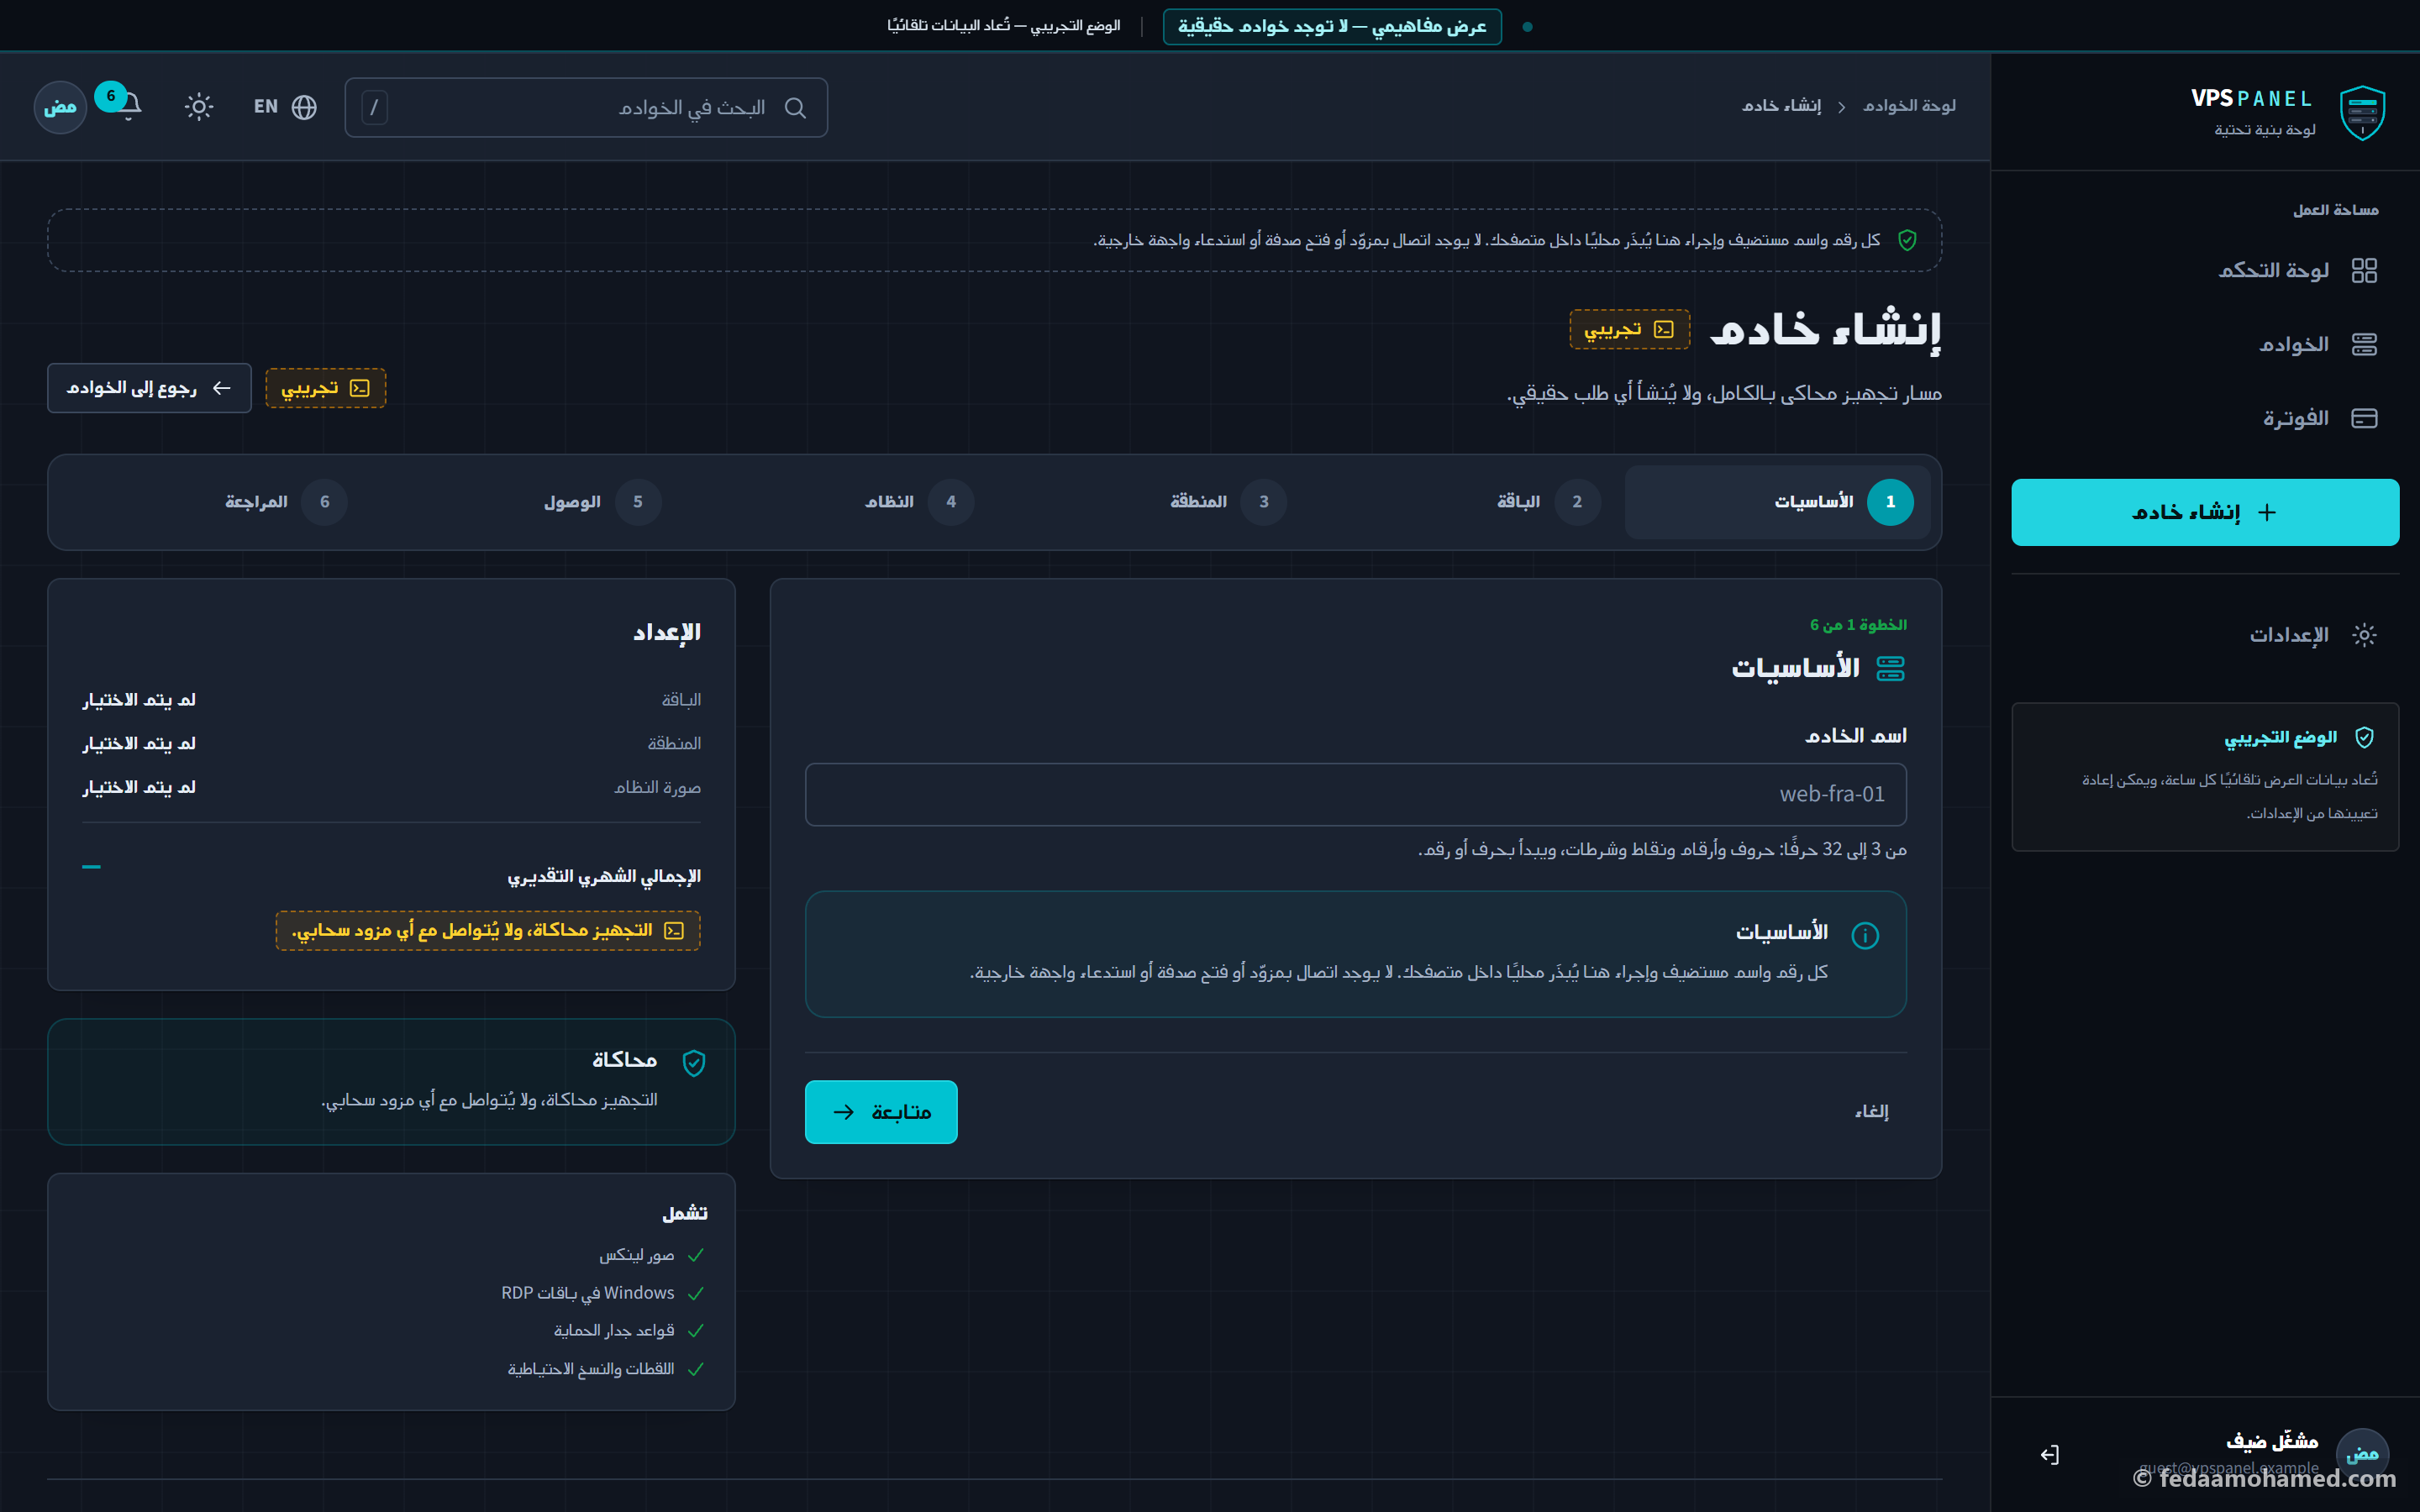 عرض مفاهيمي — لا توجد خوادم حقيقية
الوضع التجريبي — تُعاد البيانات تلقائيًا
VPSPANEL
لوحة بنية تحتية
مساحة العمل
لوحة التحكم
الخوادم
الفوترة
إنشاء خادم
الإعدادات
الوضع التجريبي
تُعاد بيانات العرض تلقائيًا كل ساعة، ويمكن إعادة
تعيينها من الإعدادات.
مشغّل ضيف
guest@vpspanel.example
مض
لوحة الخوادم
إنشاء خادم
البحث في الخوادم
/
EN
6
مض
كل رقم واسم مستضيف وإجراء هنا يُبذَر محليًا داخل متصفحك. لا يوجد اتصال بمزوّد أو فتح صدفة أو استدعاء واجهة خارجية.
إنشاء خادم
تجريبي
مسار تجهيز محاكى بالكامل، ولا يُنشأ أي طلب حقيقي.
تجريبي
رجوع إلى الخوادم
1 الأساسيات
2 الباقة
3 المنطقة
4 النظام
5 الوصول
6 المراجعة
الخطوة 1 من 6
الأساسيات
اسم الخادم
web-fra-01
من 3 إلى 32 حرفًا: حروف وأرقام ونقاط وشرطات، ويبدأ بحرف أو رقم.
الأساسيات
كل رقم واسم مستضيف وإجراء هنا يُبذَر محليًا داخل متصفحك. لا يوجد اتصال بمزوّد أو فتح صدفة أو استدعاء واجهة خارجية.
إلغاء
متابعة
الإعداد
الباقة لم يتم الاختيار
المنطقة لم يتم الاختيار
صورة النظام لم يتم الاختيار
الإجمالي الشهري التقديري —
التجهيز محاكاة، ولا يُتواصل مع أي مزود سحابي.
محاكاة
التجهيز محاكاة، ولا يُتواصل مع أي مزود سحابي.
تشمل
صور لينكس
Windows في باقات RDP
قواعد جدار الحماية
اللقطات والنسخ الاحتياطية
© fedaamohamed.com